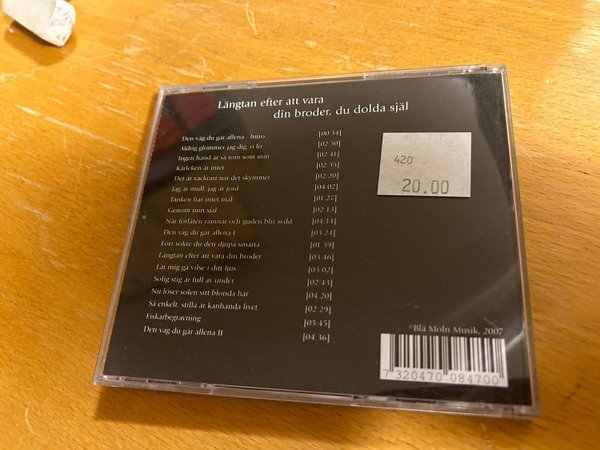 Längtan efter att vara
din broder, du dolda själ
Den väg du går allena - Intro [00:34]
Aldrig glömmer jag dig, o liv [02:50]
Ingen hand är så tom som min [02:41]
Kärleken är intet [02:35]
Det är vackrast när det skymmer [02:20]
Jag är mull, jag är jord [04:02]
Tanken bar intet mål [01:27]
Genom min själ [02:13]
När förlåten rämnar och guden blir sedd [04:34]
Den väg du går allena I [03:24]
Förr sökte du den djupa smärta [01:39]
Längtan efter att vara din broder [03:46]
Låt mig gå vilse i ditt ljus [03:02]
Solig stig är full av under [02:43]
Nu löser solen sitt blonda hår [04:20]
Så enkelt, stilla är kanhända livet [02:29]
Fiskarbegravning [03:45]
Den väg du går allena II [04:36]
420
20.00
©Blå Moln Musik, 2007
7 320470 084700